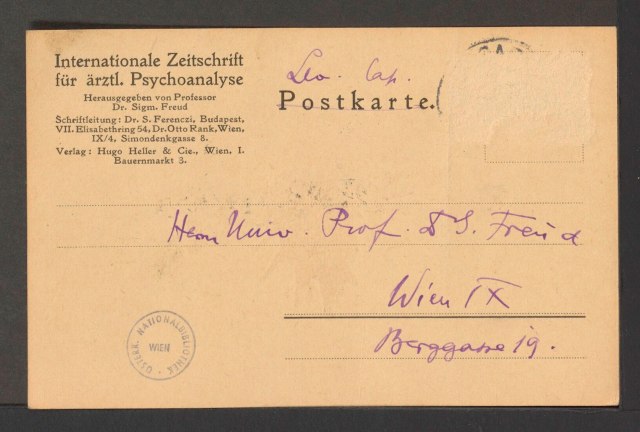 Internationale Zeitschrift
für ärztl. Psychoanalyse
Herausgegeben von Professor
Dr. Sigm. Freud
Schriftleitung: Dr. S. Ferenczi, Budapest,
VII. Elisabethring 54, Dr. Otto Rank, Wien,
IX/4, Simondenkgasse 8.
Verlag: Hugo Heller & Cie., Wien, I.
Bauernmarkt 3.
Postkarte.
Herrn Univ. Prof. D S. Freud
Wien IX
Berggasse 19.
ÖSTERR. NATIONALBIBLIOTHEK
WIEN